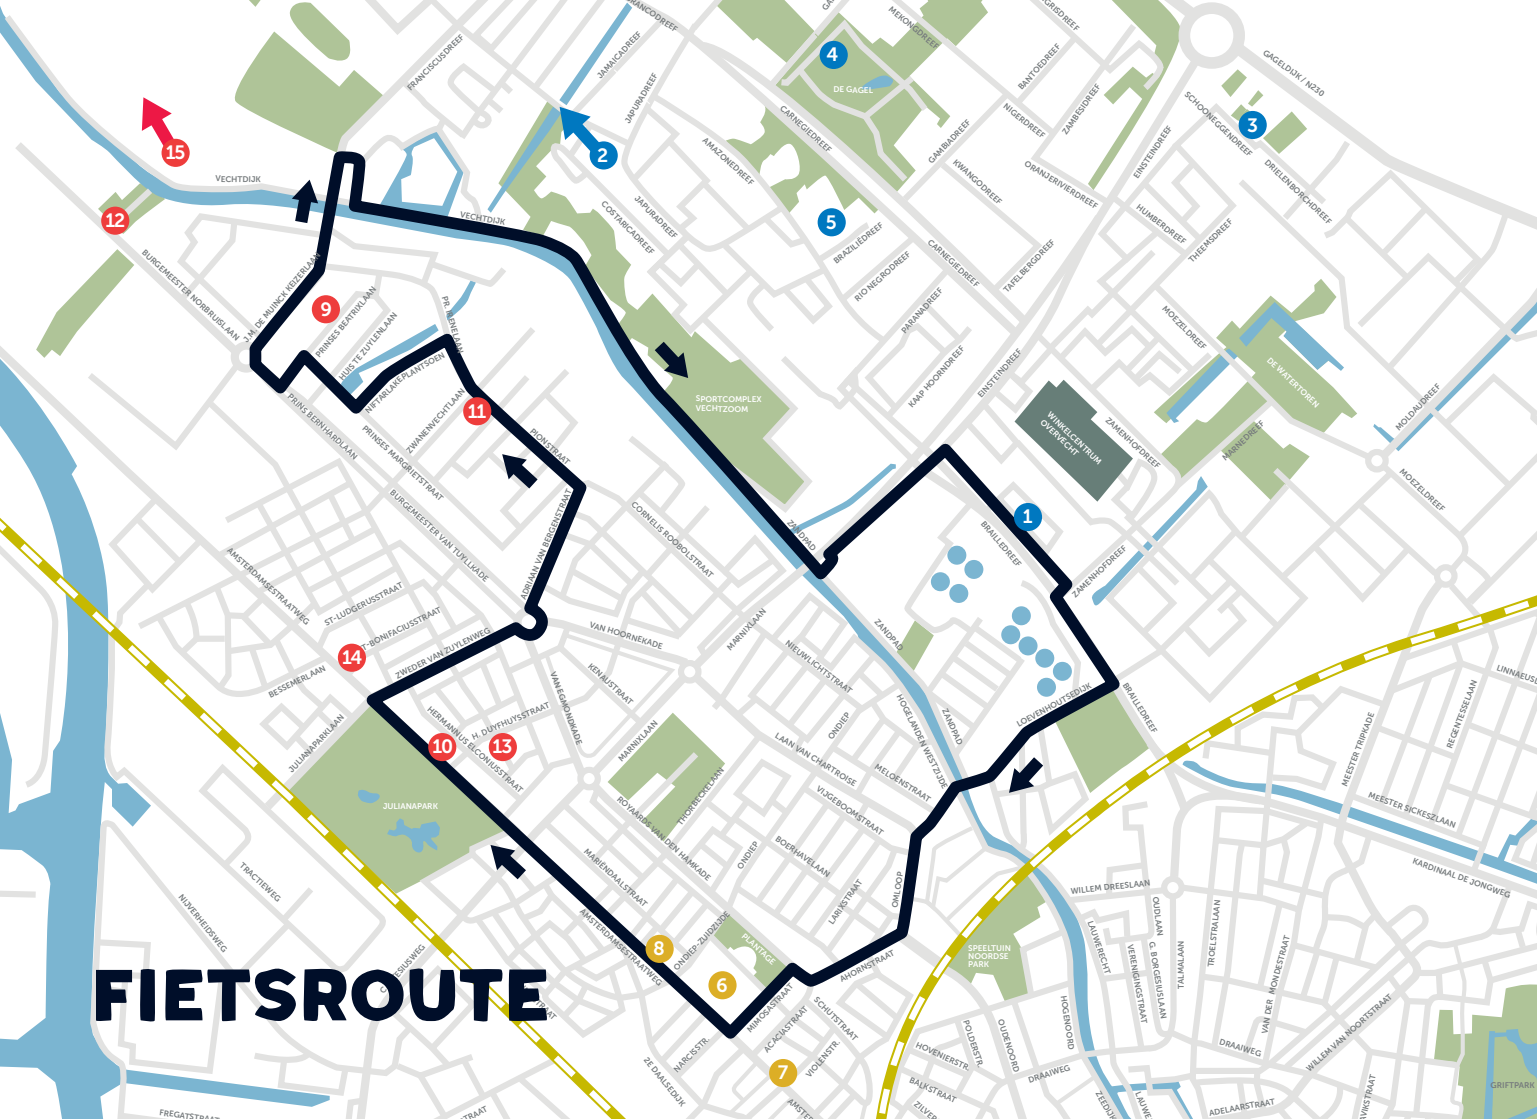 FRANCODREEF
FRANCISCUSDREEF
JAMAICADREEF
JAPURADREEF
MEKONGDREEF
BANTOEDREEF
GAGELDIJK / N230
4
DE GAGEL
CARNEGIEDREEF
NIGERDREEF
ZAMBESIDREEF
GAMBIADREEF
SCHOONEGGENDREEF
3
DRIELENBORCHDREEF
EINSTEINDREEF
15
2
AMAZONEDREEF
KWANGODREEF
ORANJERIVIERDREEF
VECHTDIJK
VECHTDIJK
12
COSTARICADREEF
JAPURADREEF
5
BRAZILIËDREEF
HUMBERDREEF
THEEMSDREEF
BURGEMEESTER NORBRUISLAAN
J.M. DE MUINCK KEIZERLAAN
RIO NEGRODREEF
CARNEGIEDREEF
TAFELBERGDREEF
PARANADREEF
9
PRINSES BEATRIXLAAN
HUIS TE ZUYLENLAAN
PR. IRENELAAN
NIFTARLAKEPLANTSOEN
MOEZELDREEF
DE WATERTOREN
KAAP HOORNDREEF
EINSTEINDREEF
SPORTCOMPLEX
VECHTZOOM
WINKELCENTRUM
OVERVECHT
ZAMENHOFDREEF
MARNEDREEF
MOLDAUDREEF
MOEZELDREEF
PRINS BERNHARDLAAN
PRINSES MARGRIETSTRAAT
ZWANENVECHTLAAN
11
PIONSTRAAT
BURGEMEESTER VAN TUYLLKADE
ADRIAAN VAN BERGENSTRAAT
CORNELIS ROOBOLSTRAAT
ZANDPAD
1
BRAILLEDREEF
ZAMENHOFDREEF
AMSTERDAMSESTRAATWEG
ST-LUDGERUSSTRAAT
ST-BONIFACIUSSTRAAT
14
BESSEMERLAAN
ZWEDER VAN ZUYLENWEG
VAN HOORNEKADE
MARNIXLAAN
NIEUWLICHTSTRAAT
ZANDPAD
KENAUSTRAAT
VAN EGMONDKADE
HOGELANDEN WESTZIJDE
ZANDPAD
LOEVENHOUTSEDIJK
BRAILLEDREEF
JULIANAPARKLAAN
HERMANNUS ELCONIUSSTRAAT
H. DUYFHUYSSTRAAT
10
13
MARNIXLAAN
ONDIEP
LAAN VAN CHARTROISE
MELOENSTRAAT
VIJGEBOOMSTRAAT
MEESTER TRIPKADE
REGENTESSELAAN
MEESTER SICKESZLAAN
KARDINAAL DE JONGWEG
JULIANAPARK
THORBECKELAAN
ROYAARDS VAN DEN HAMKADE
ONDIEP
BOERHAVELAAN
LARIXSTRAAT
OMLOOP
MARIËNDAALSTRAAT
TRACTIEWEG
NIJVERHEIDSWEG
AMSTERDAMSESTRAATWEG
8
ONDIEP-ZUIDZIJDE
PLANTAGE
6
AHORNSTRAAT
MIMOSASTRAAT
ACACIASTRAAT
SCHUTSTRAAT
VIOLENSTR.
NARCISSTR.
7
2E DAALSEDIJK
SPEELTUIN
NOORDSE
PARK
WILLEM DREESLAAN
LAUWERECHT
OUDLAAN
G. BORGESIUSLAN
VERENIGINGSTRAAT
TALMALAAN
TROELSTRALAAN
VAN DER MONDESTRAAT
WILLEM VAN NOORTSTRAAT
HOGENOORD
OUDENOORD
POLDERSTR.
HOVENIERSTR.
BALKSTRAAT
DRAAIWEG
DRAAIWEG
ADELAARSTRAAT
GRIFTPARK
FIETSROUTE